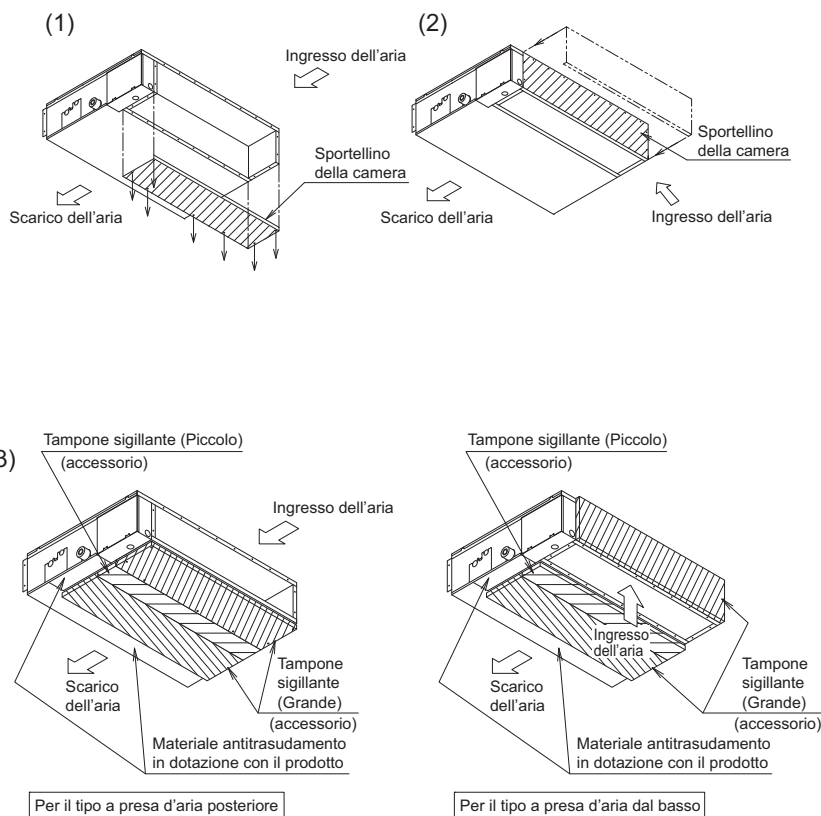 (1)
Ingresso dell'aria
Sportellino
della camera
Scarico dell'aria
(2)
Sportellino
della camera
Scarico dell'aria
Ingresso dell'aria
3)
Tampone sigillante (Piccolo)
(accessorio)
Ingresso dell'aria
Scarico
dell'aria
Tampone
sigillante
(Grande)
(accessorio)
Materiale antitrasudamento
in dotazione con il prodotto
Per il tipo a presa d'aria posteriore
Tampone sigillante (Piccolo)
(accessorio)
Ingresso
dell'aria
Scarico
dell'aria
Tampone
sigillante
(Grande)
(accessorio)
Materiale antitrasudamento
in dotazione con il prodotto
Per il tipo a presa d'aria dal basso